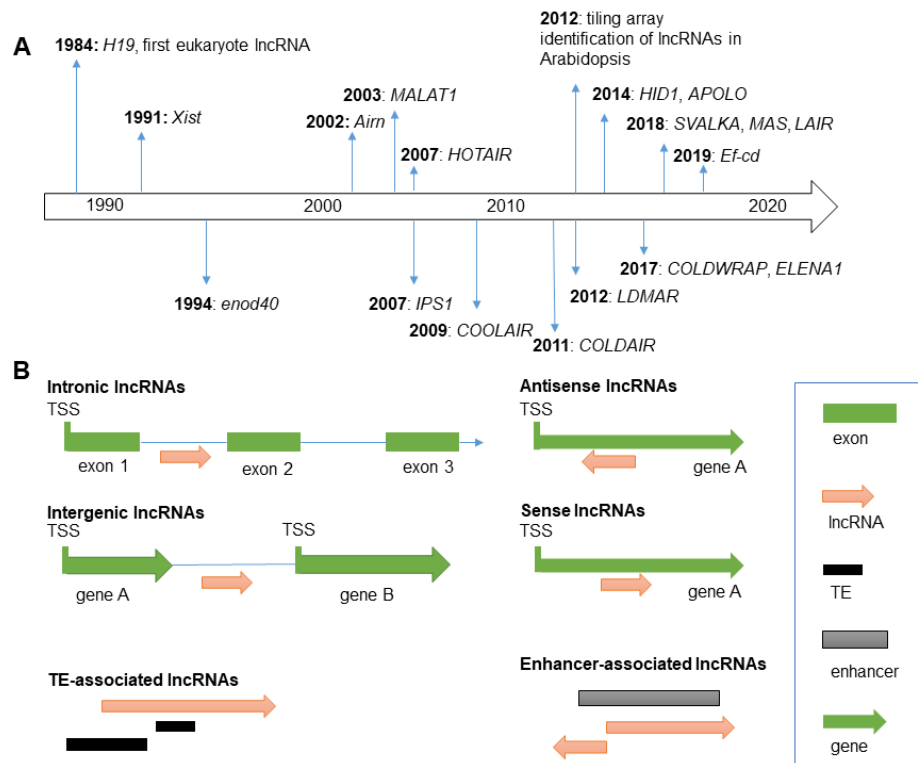 A
1984: H19, first eukaryote lncRNA
2012: tiling array
identification of lncRNAs in
Arabidopsis
2003: MALAT1
2014: HID1, APOLO
1991: Xist
2002: Airn
2018: SVALKA, MAS, LAIR
2007: HOTAIR
2019: Ef-cd
1990
2000
2010
2020
2017: COLDWRAP, ELENA1
1994: enod40
2007: IPS1
2012: LDMAR
2009: COOLAIR
2011: COLDAIR
B
Intronic lncRNAs
TSS
exon 1
exon 2
exon 3
Antisense lncRNAs
TSS
gene A
Intergenic lncRNAs
TSS
TSS
gene A
gene B
Sense lncRNAs
TSS
gene A
TE-associated lncRNAs
Enhancer-associated lncRNAs
exon
lncRNA
TE
enhancer
gene